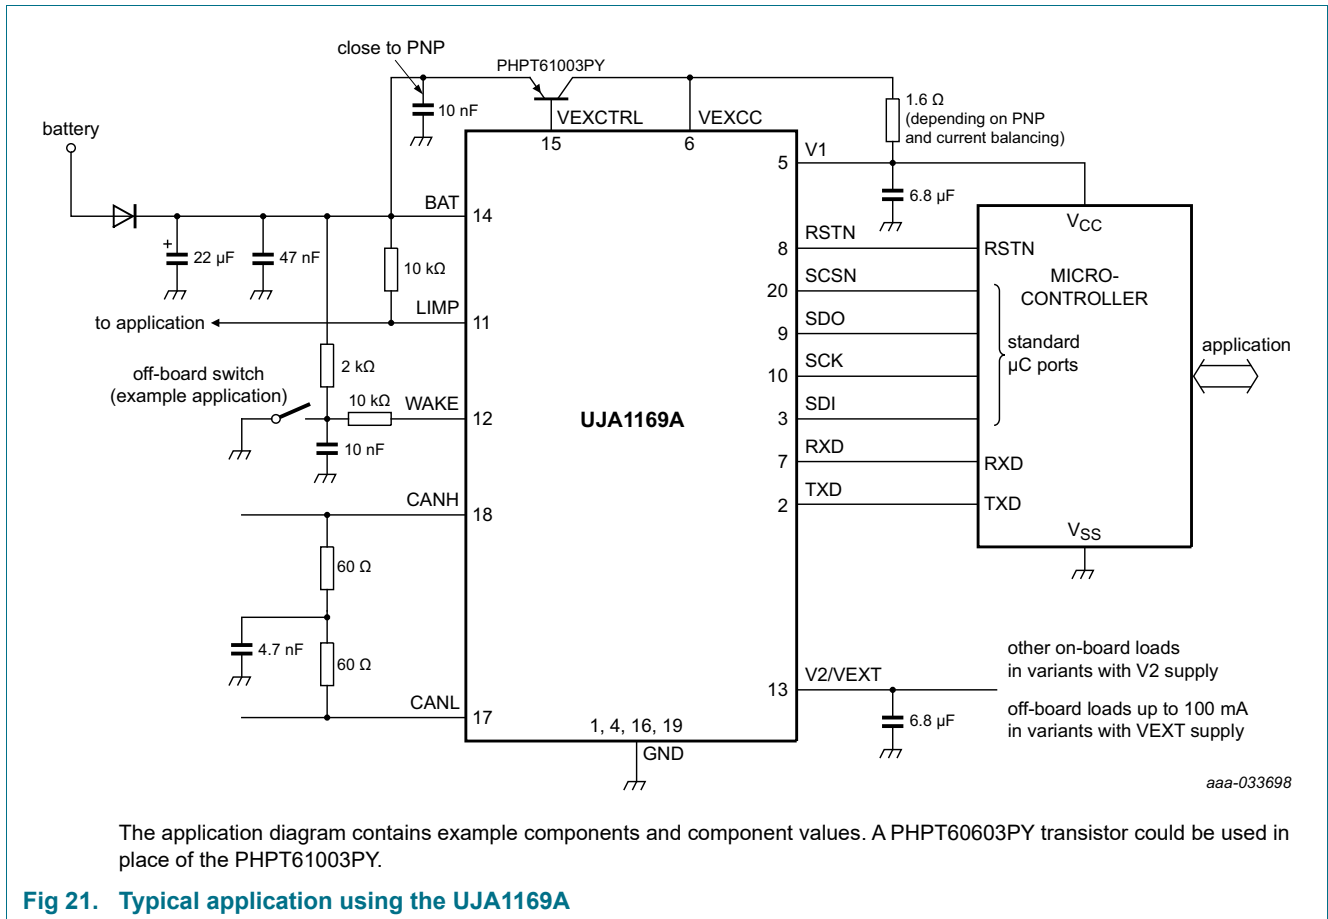 close to PNP
PHPT61003PY
10 nF
1.6 Ω
(depending on PNP
and current balancing)
battery
VEXCTRL
VEXCC
15
6
5
V1
6.8 µF
BAT
14
+
22 µF
47 nF
10 kΩ
VCC
8
RSTN
RSTN
MICRO-
CONTROLLER
20
SCSN
LIMP
11
to application
9
SDO
standard
µC ports
application
2 kΩ
10
SCK
off-board switch
(example application)
10 kΩ
WAKE
12
UJA1169A
3
SDI
10 nF
7
RXD
RXD
CANH
18
2
TXD
TXD
VSS
60 Ω
4.7 nF
60 Ω
other on-board loads
in variants with V2 supply
13
V2/VEXT
CANL
17
6.8 µF
off-board loads up to 100 mA
in variants with VEXT supply
1, 4, 16, 19
GND
aaa-033698
The application diagram contains example components and component values. A PHPT60603PY transistor could be used in
place of the PHPT61003PY.
Fig 21. Typical application using the UJA1169A